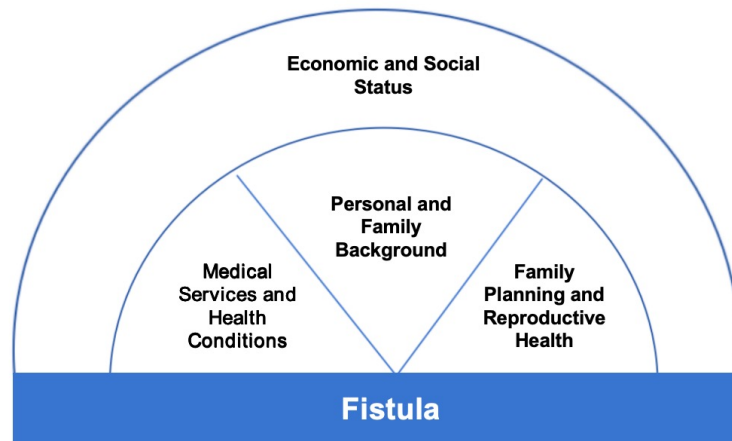 Economic and Social
Status
Personal and
Family
Background
Medical
Services and
Health
Conditions
Family
Planning and
Reproductive
Health
Fistula